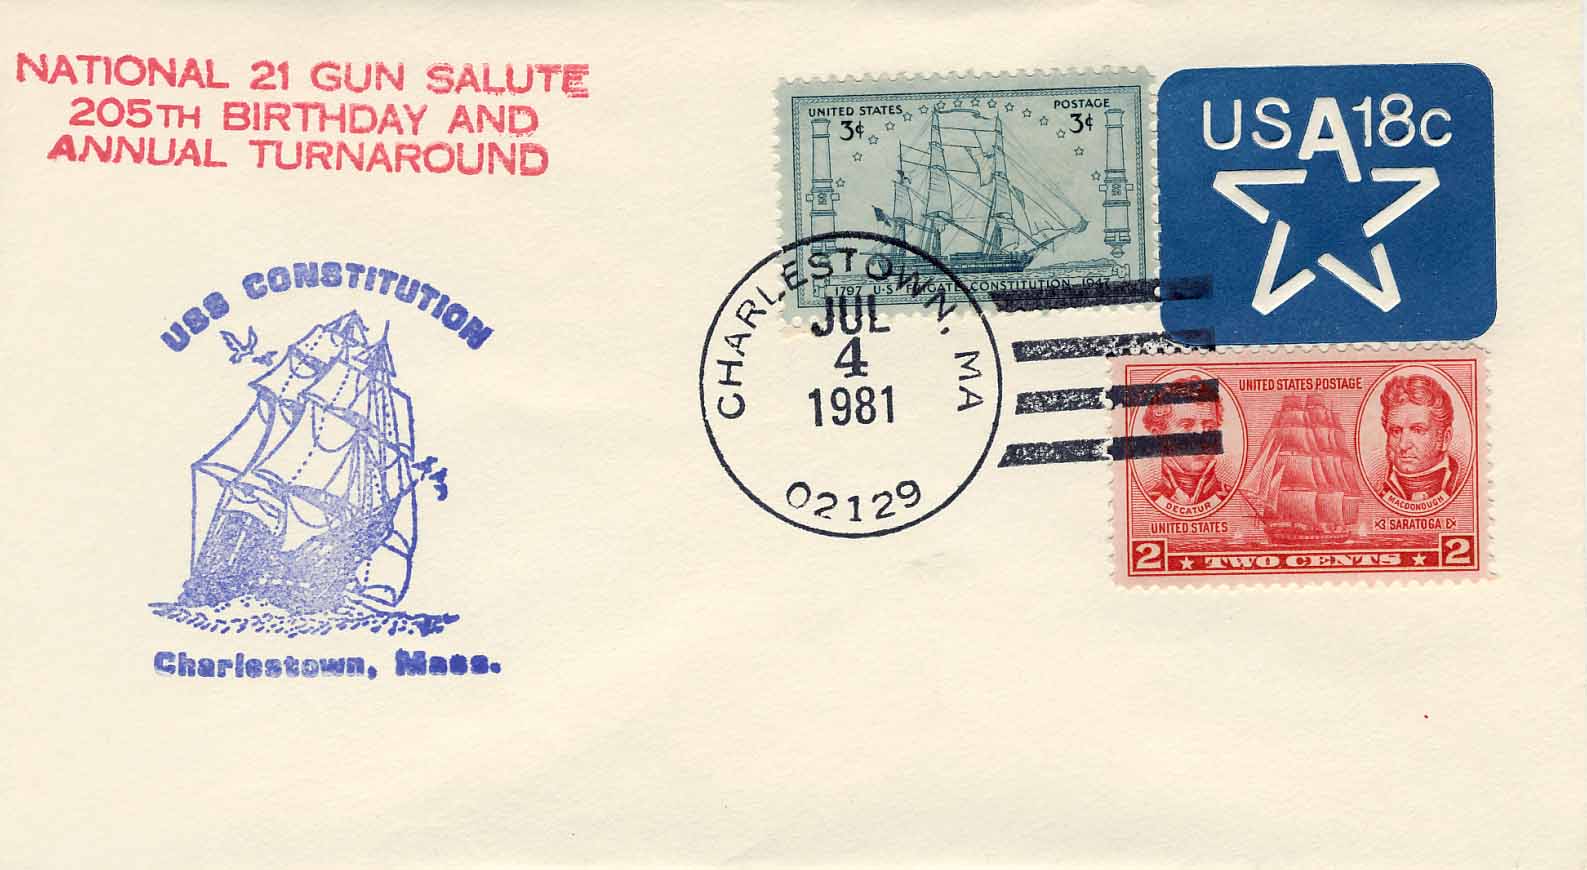 NATIONAL 21 GUN SALUTE
205TH BIRTHDAY AND
ANNUAL TURNAROUND
USS CONSTITUTION
Charlestown, Mass.
UNITED STATES POSTAGE
3¢ 3¢
1797 U·S· FRIGATE CONSTITUTION 1947
USA 18c
CHARLESTOWN, MA
JUL
4
1981
02129
UNITED STATES POSTAGE
DECATUR MACDONOUGH
UNITED STATES SARATOGA
2 TWO CENTS 2